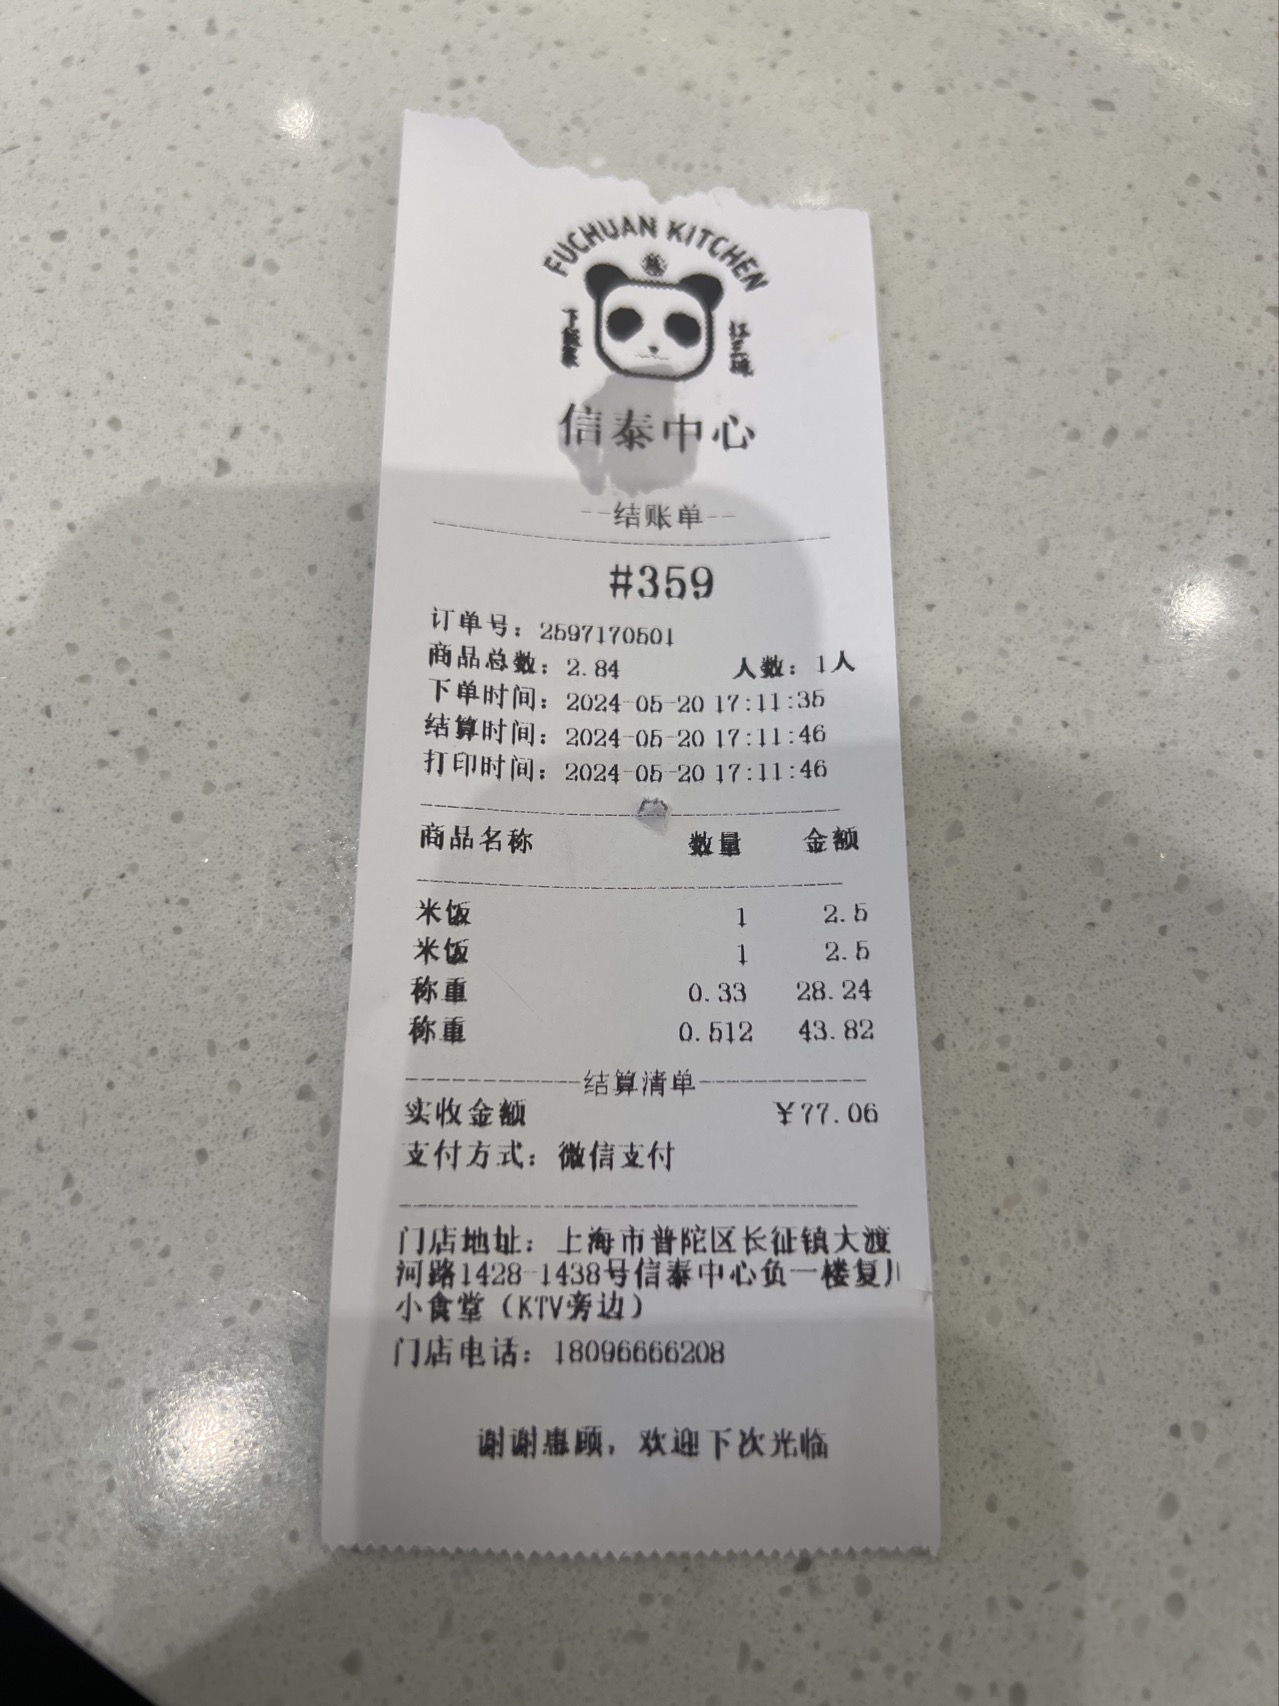 FUCHUAN KITCHEN
下饭菜
信泰中心
--结账单--
#359
订单号：2597170501
商品总数：2.84 人数：1人
下单时间：2024-05-20 17:11:35
结算时间：2024-05-20 17:11:46
打印时间：2024-05-20 17:11:46
商品名称 数量 金额
米饭 1 2.5
米饭 1 2.5
称重 0.33 28.24
称重 0.512 43.82
------------结算清单------------
实收金额 ￥77.06
支付方式：微信支付
门店地址：上海市普陀区长征镇大渡
河路1428-1438号信泰中心负一楼复川
小食堂（KTV旁边）
门店电话：18096666208
谢谢惠顾，欢迎下次光临